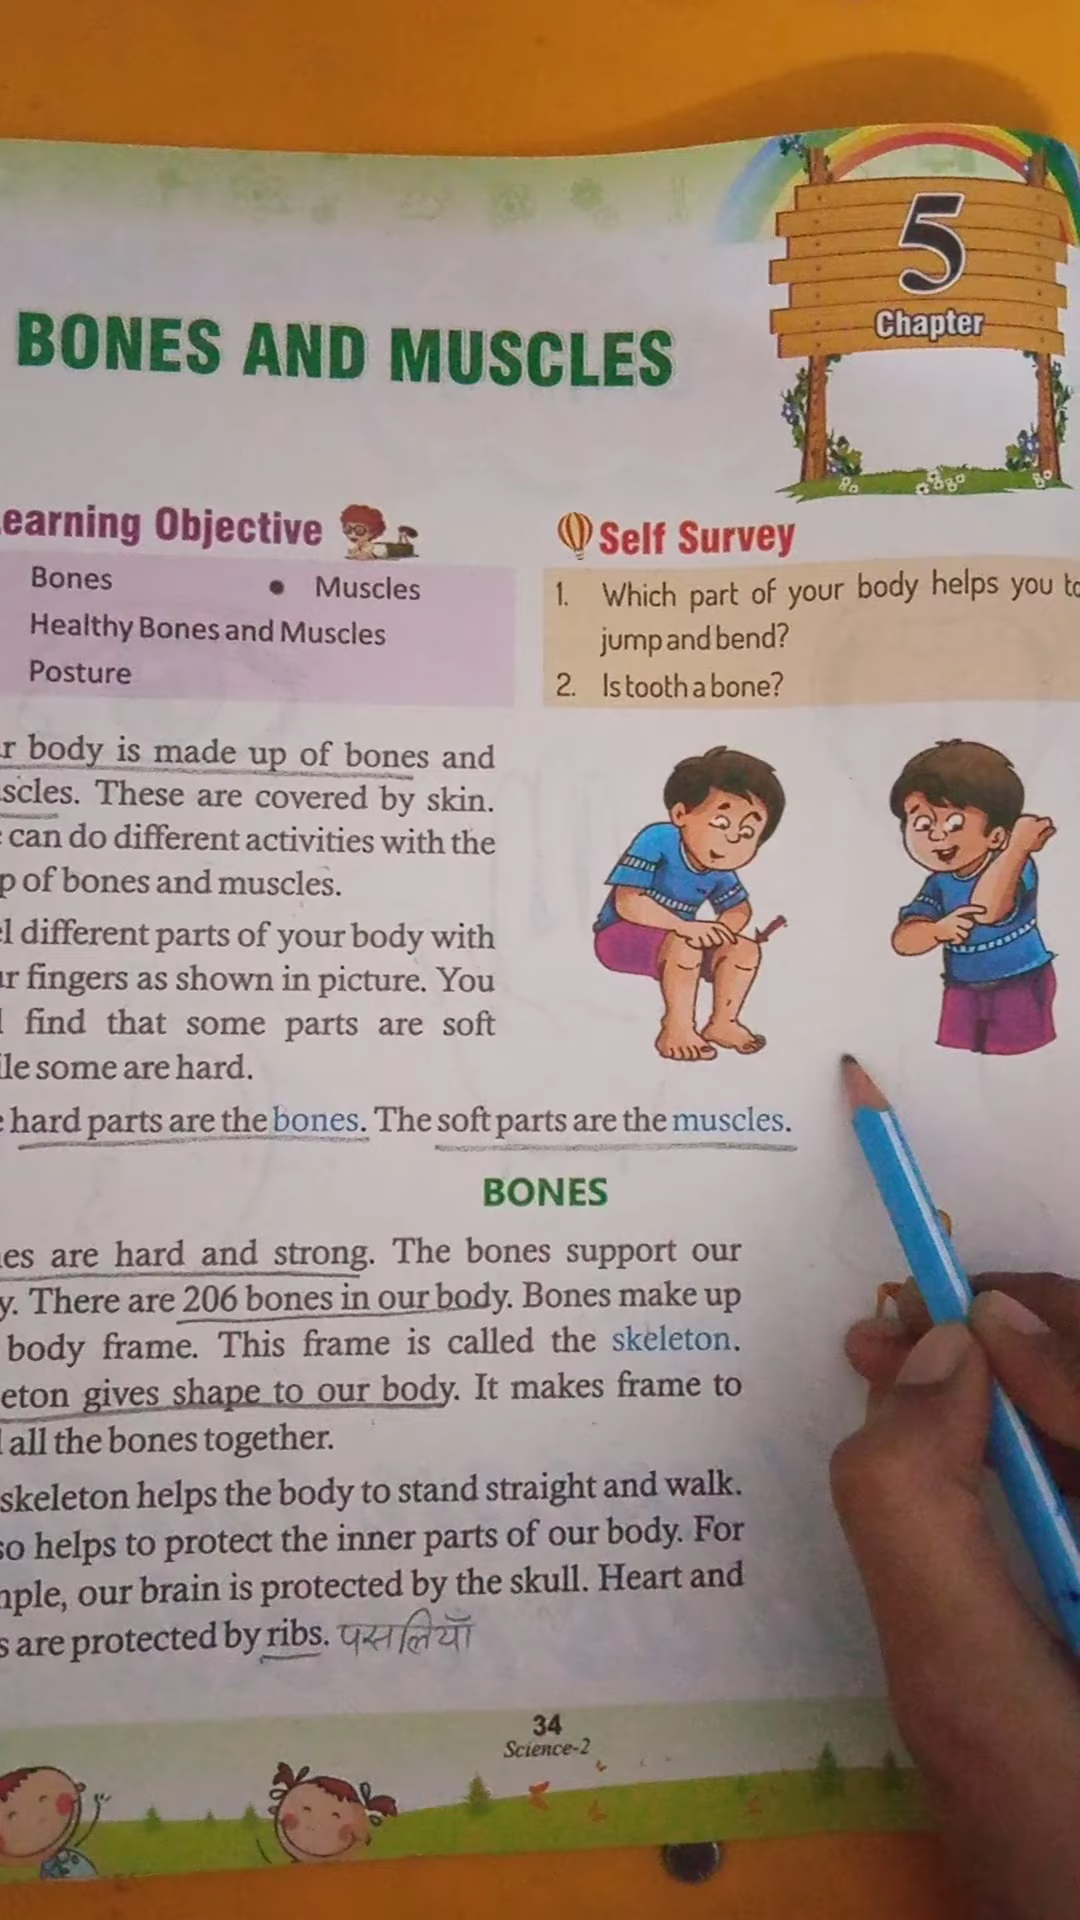 5
Chapter
BONES AND MUSCLES
earning Objective
Bones • Muscles
Healthy Bones and Muscles
Posture
Self Survey
1. Which part of your body helps you to
jump and bend?
2. Is tooth a bone?
r body is made up of bones and
scles. These are covered by skin.
can do different activities with the
p of bones and muscles.
l different parts of your body with
ur fingers as shown in picture. You
find that some parts are soft
ile some are hard.
hard parts are the bones. The soft parts are the muscles.
BONES
nes are hard and strong. The bones support our
y. There are 206 bones in our body. Bones make up
body frame. This frame is called the skeleton.
eton gives shape to our body. It makes frame to
all the bones together.
skeleton helps the body to stand straight and walk.
so helps to protect the inner parts of our body. For
mple, our brain is protected by the skull. Heart and
s are protected by ribs. पसलियाँ
34
Science-2